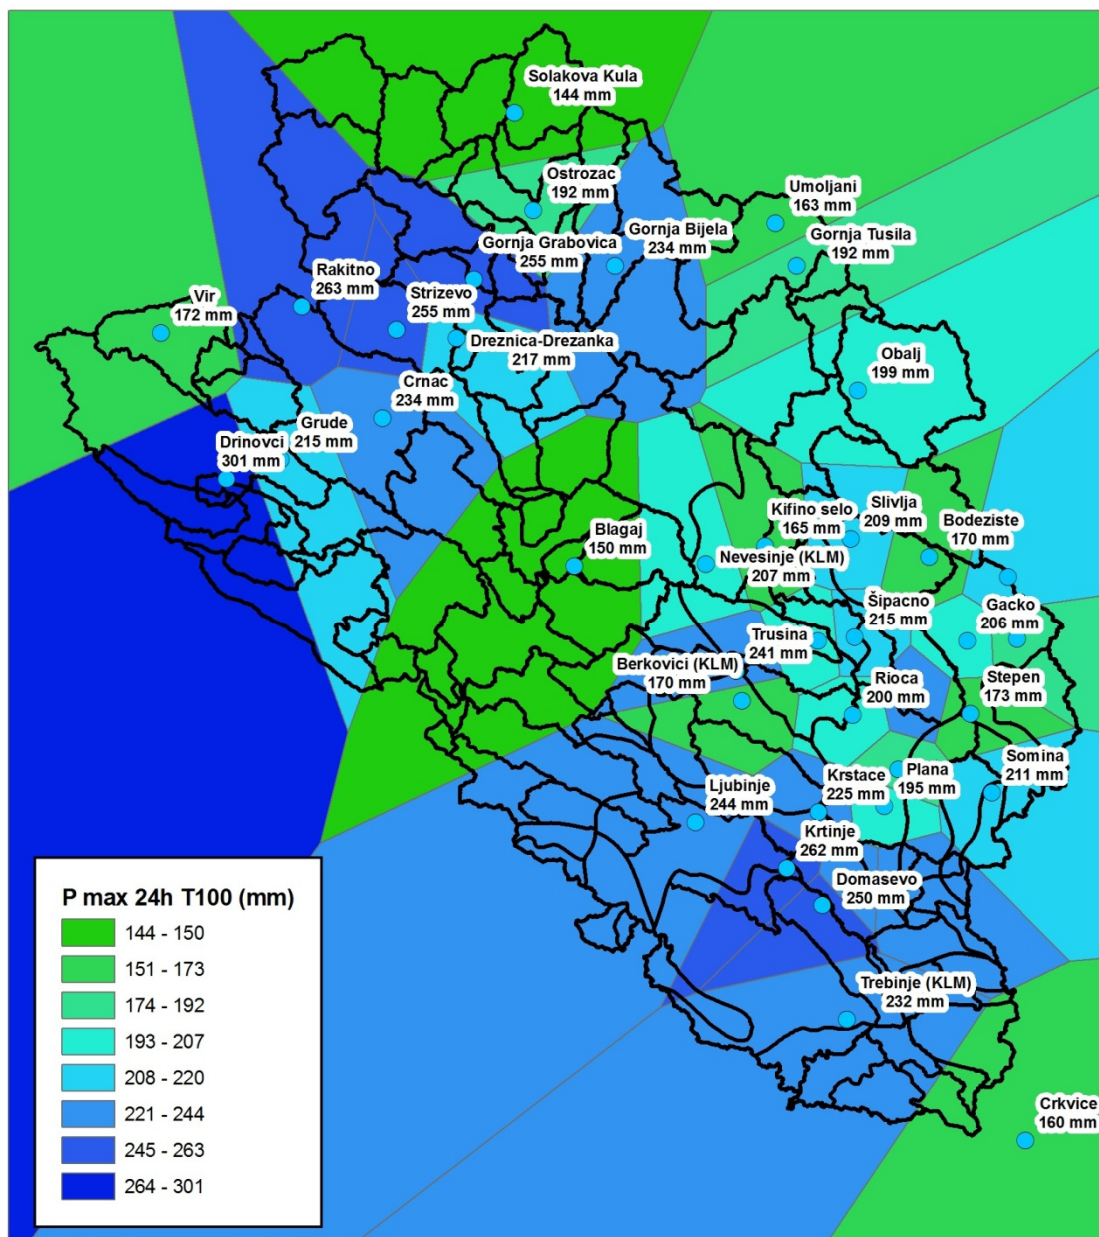 Solakova Kula
144 mm
Ostrozac
192 mm
Umoljani
163 mm
Gornja Bijela
234 mm
Gornja Tusila
192 mm
Gornja Grabovica
255 mm
Rakitno
263 mm
Strizevo
255 mm
Vir
172 mm
Dreznica-Drezanka
217 mm
Obalj
199 mm
Crnac
234 mm
Grude
215 mm
Drinovci
301 mm
Kifino selo
165 mm
Slivlja
209 mm
Bodeziste
170 mm
Blagaj
150 mm
Nevesinje (KLM)
207 mm
Šipacno
215 mm
Gacko
206 mm
Trusina
241 mm
Berkovici (KLM)
170 mm
Rioca
200 mm
Stepen
173 mm
Somina
211 mm
Ljubinje
244 mm
Krstace
225 mm
Plana
195 mm
Krtinje
262 mm
Domasevo
250 mm
Trebinje (KLM)
232 mm
Crkvice
160 mm
P max 24h T100 (mm)
144 - 150
151 - 173
174 - 192
193 - 207
208 - 220
221 - 244
245 - 263
264 - 301